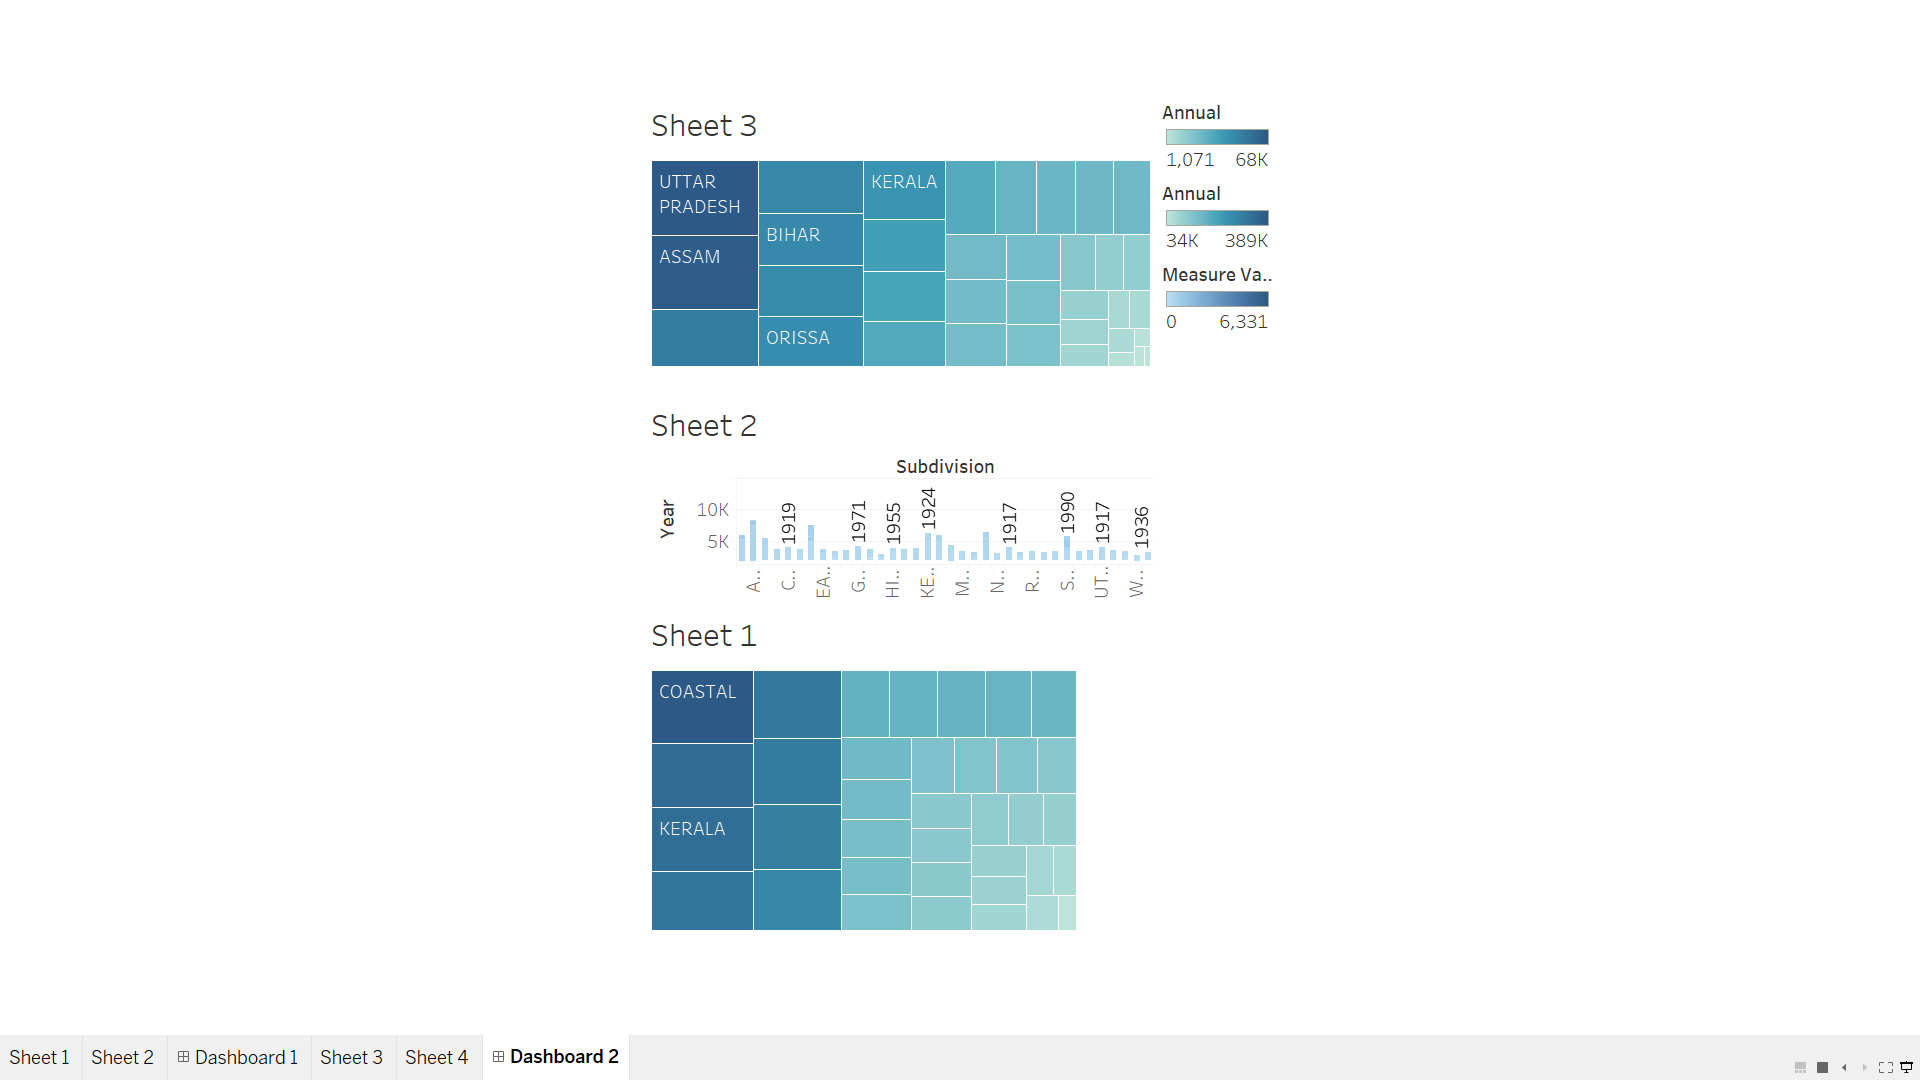 Sheet 3
UTTAR
PRADESH
ASSAM
BIHAR
ORISSA
KERALA
Annual
1,071 68K
Annual
34K 389K
Measure Va..
0 6,331
Sheet 2
Subdivision
Year
10K
5K
1919
1971
1955
1924
1917
1990
1917
1936
A..
C..
EA..
G..
HI..
KE..
M..
N..
R..
S..
UT..
W..
Sheet 1
COASTAL
KERALA
Sheet 1 Sheet 2 Dashboard 1 Sheet 3 Sheet 4 Dashboard 2